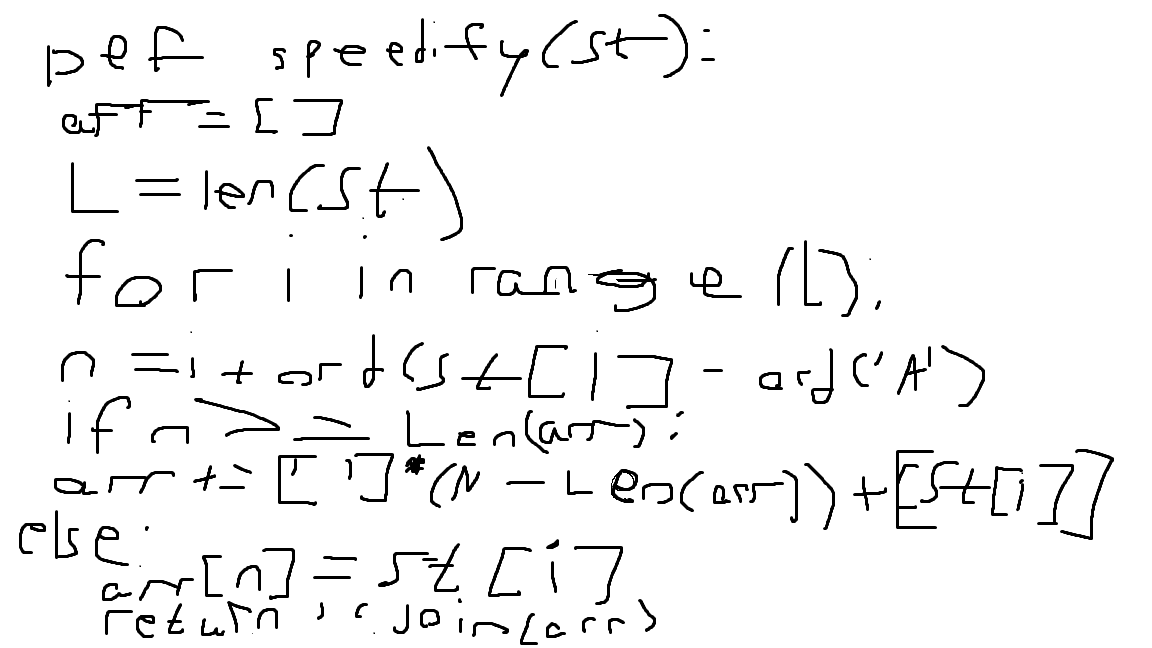 def speedify(st):
arr = []
L = len(st)
for i in range (L):
n = i + ord(st[i] - ord('A')
if n >= Len(arr):
arr += [' ']*(N - Len(arr)) + [st[i]]
else:
arr[n] = st[i]
return ''.join(arr)